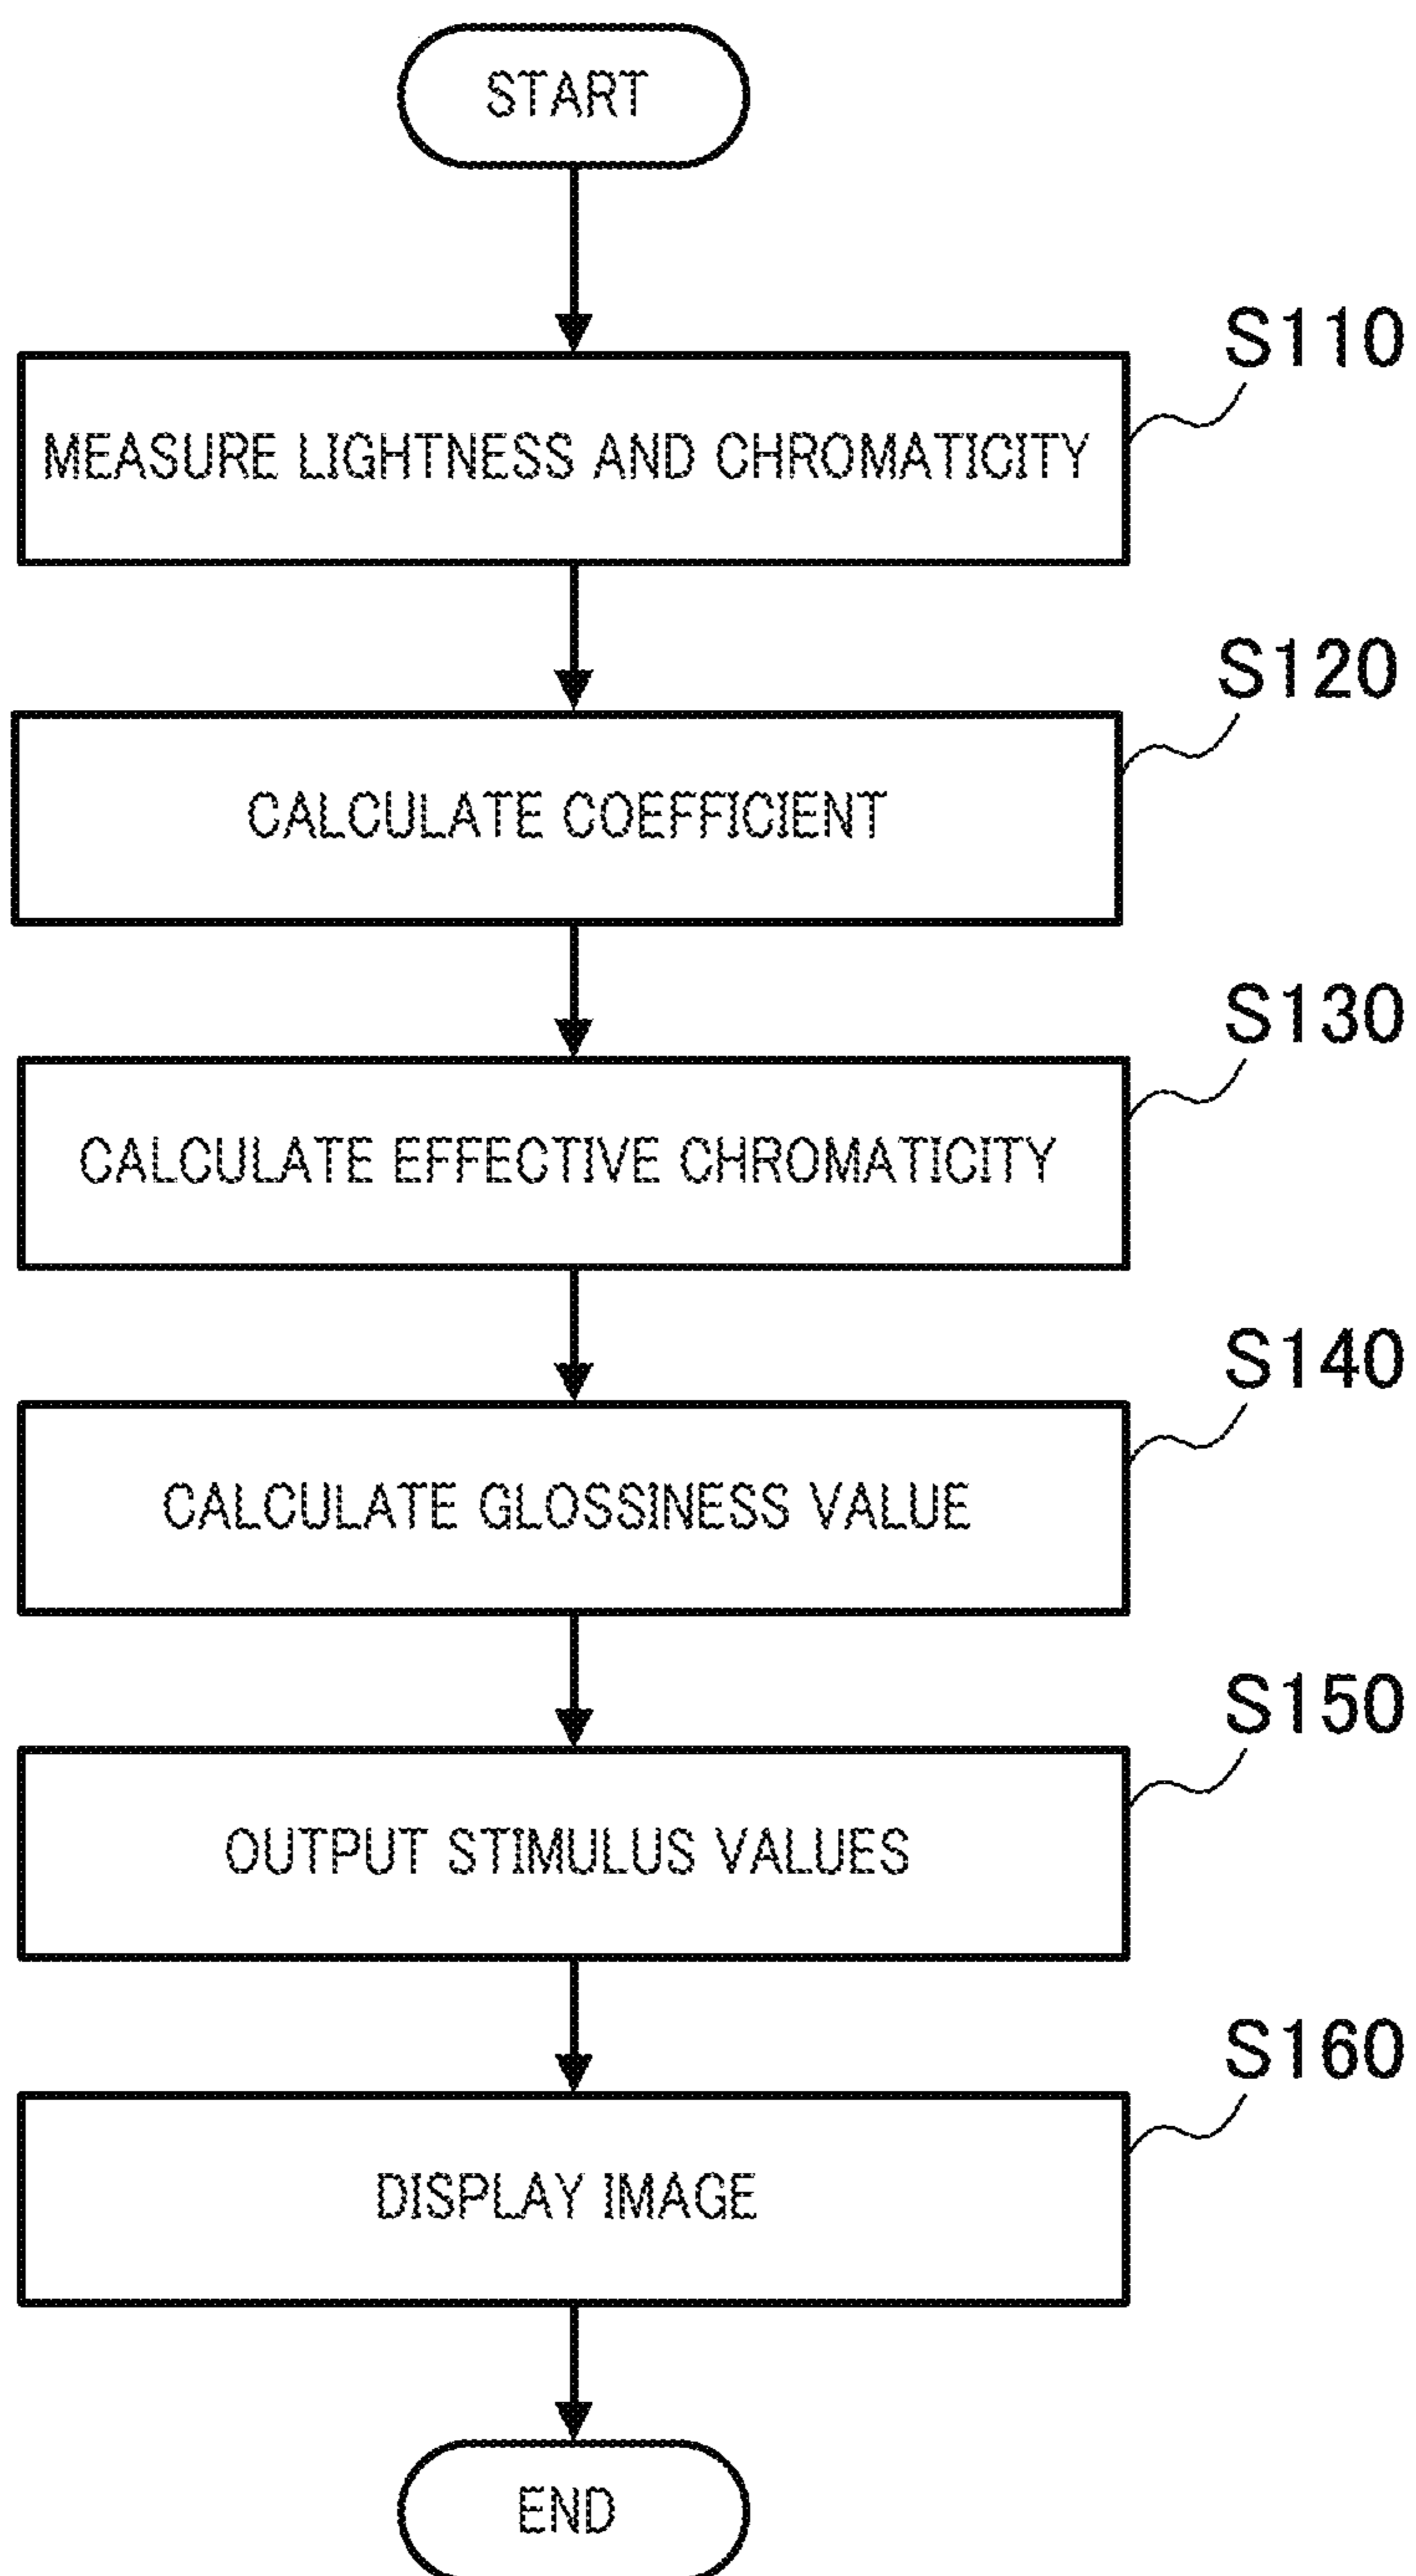 START
S110
MEASURE LIGHTNESS AND CHROMATICITY
S120
CALCULATE COEFFICIENT
S130
CALCULATE EFFECTIVE CHROMATICITY
S140
CALCULATE GLOSSINESS VALUE
S150
OUTPUT STIMULUS VALUES
S160
DISPLAY IMAGE
END